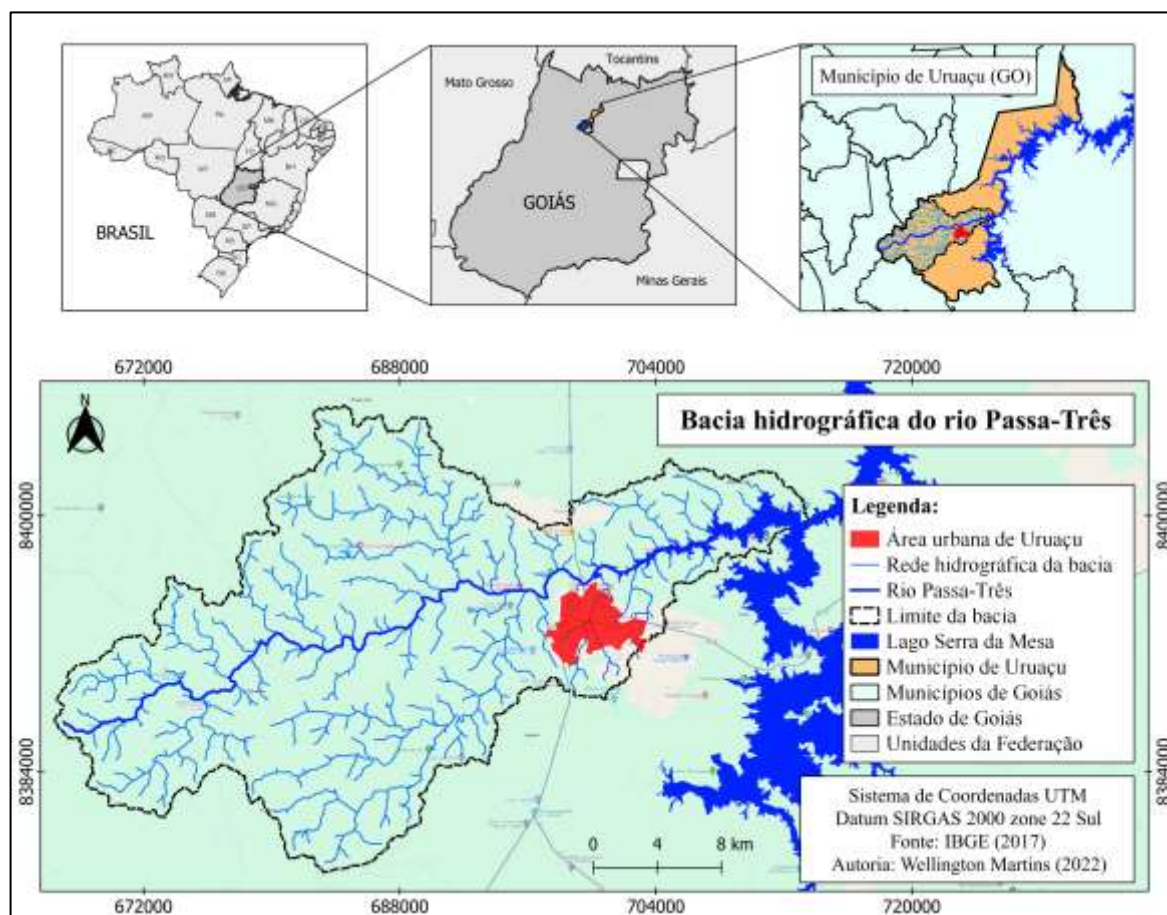 BRASIL
Mato Grosso
Tocantins
GOIÁS
Minas Gerais
Município de Uruaçu (GO)
672000
688000
704000
720000
N
Bacia hidrográfica do rio Passa-Três
8400000
8400000
Legenda:
Área urbana de Uruaçu
Rede hidrográfica da bacia
Rio Passa-Três
Limite da bacia
Lago Serra da Mesa
Município de Uruaçu
Municípios de Goiás
Estado de Goiás
Unidades da Federação
8384000
8384000
0 4 8 km
Sistema de Coordenadas UTM
Datum SIRGAS 2000 zone 22 Sul
Fonte: IBGE (2017)
Autoria: Wellington Martins (2022)
672000
688000
704000
720000